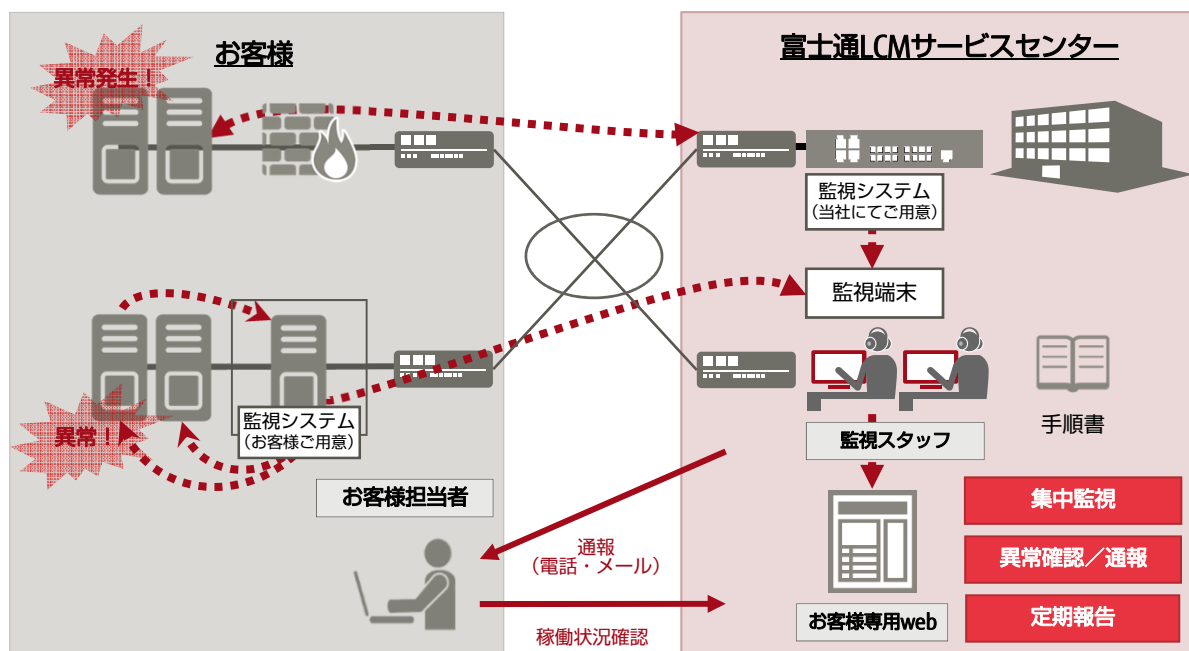 お客様
異常発生！
富士通LCMサービスセンター
監視システム
（当社にてご用意）
監視端末
監視システム
（お客様ご用意）
異常！
監視スタッフ
手順書
お客様担当者
通報
（電話・メール）
稼働状況確認
お客様専用web
集中監視
異常確認／通報
定期報告